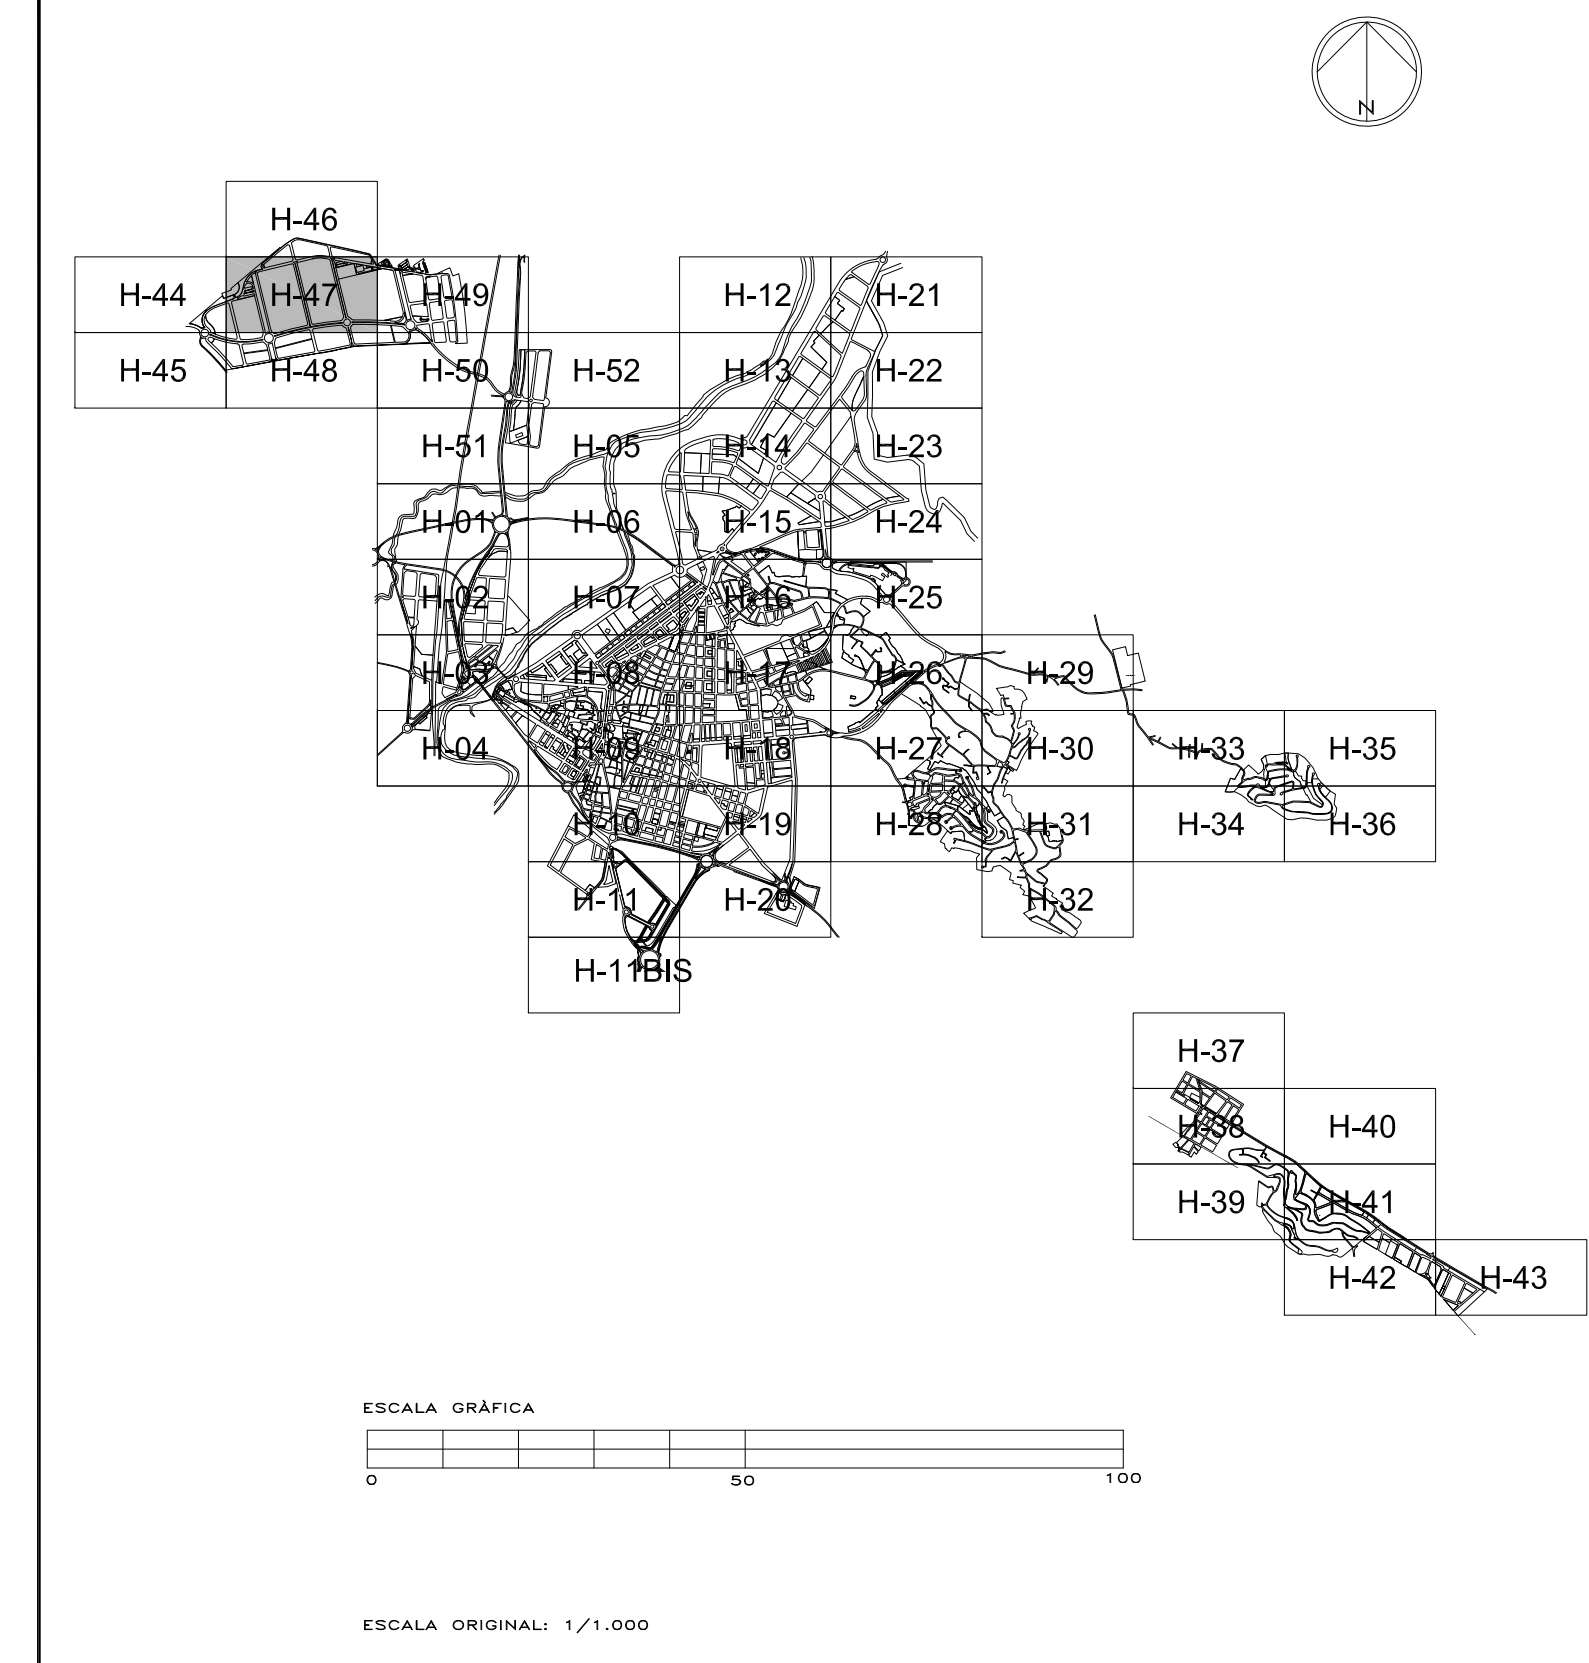 N
H-46
H-44 H-47 H-49 H-12 H-21
H-45 H-48 H-50 H-52 H-13 H-22
H-51 H-05 H-14 H-23
H-01 H-06 H-15 H-24
H-02 H-07 H-16 H-25
H-03 H-08 H-17 H-26 H-29
H-04 H-09 H-18 H-27 H-30 H-33 H-35
H-10 H-19 H-28 H-31 H-34 H-36
H-11 H-20 H-32
H-11BIS
H-37
H-38 H-40
H-39 H-41
H-42 H-43
ESCALA GRÀFICA
0 50 100
ESCALA ORIGINAL: 1/1.000